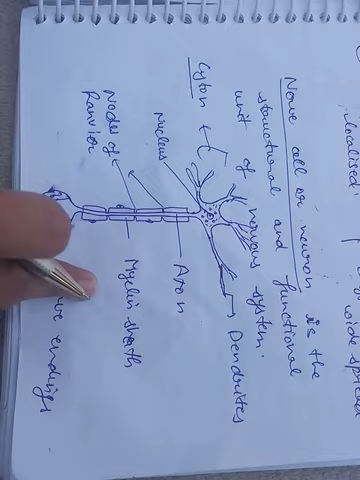 localised
wide spread
Nerve cell or neuron is the
structural and functional
unit of nervous system.
Cyton
Dendrites
Nucleus
Axon
Nodes of
Ranvier
Myelin sheath
endings